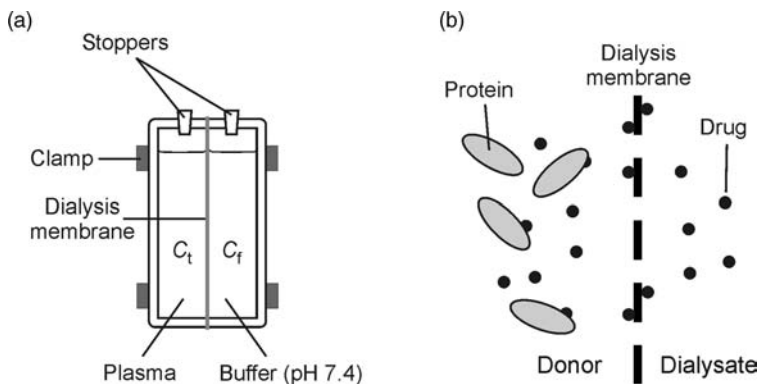 (a)
Stoppers
Clamp
Dialysis
membrane
Ct
Cf
Plasma
Buffer (pH 7.4)
(b)
Dialysis
membrane
Protein
Drug
Donor
Dialysate